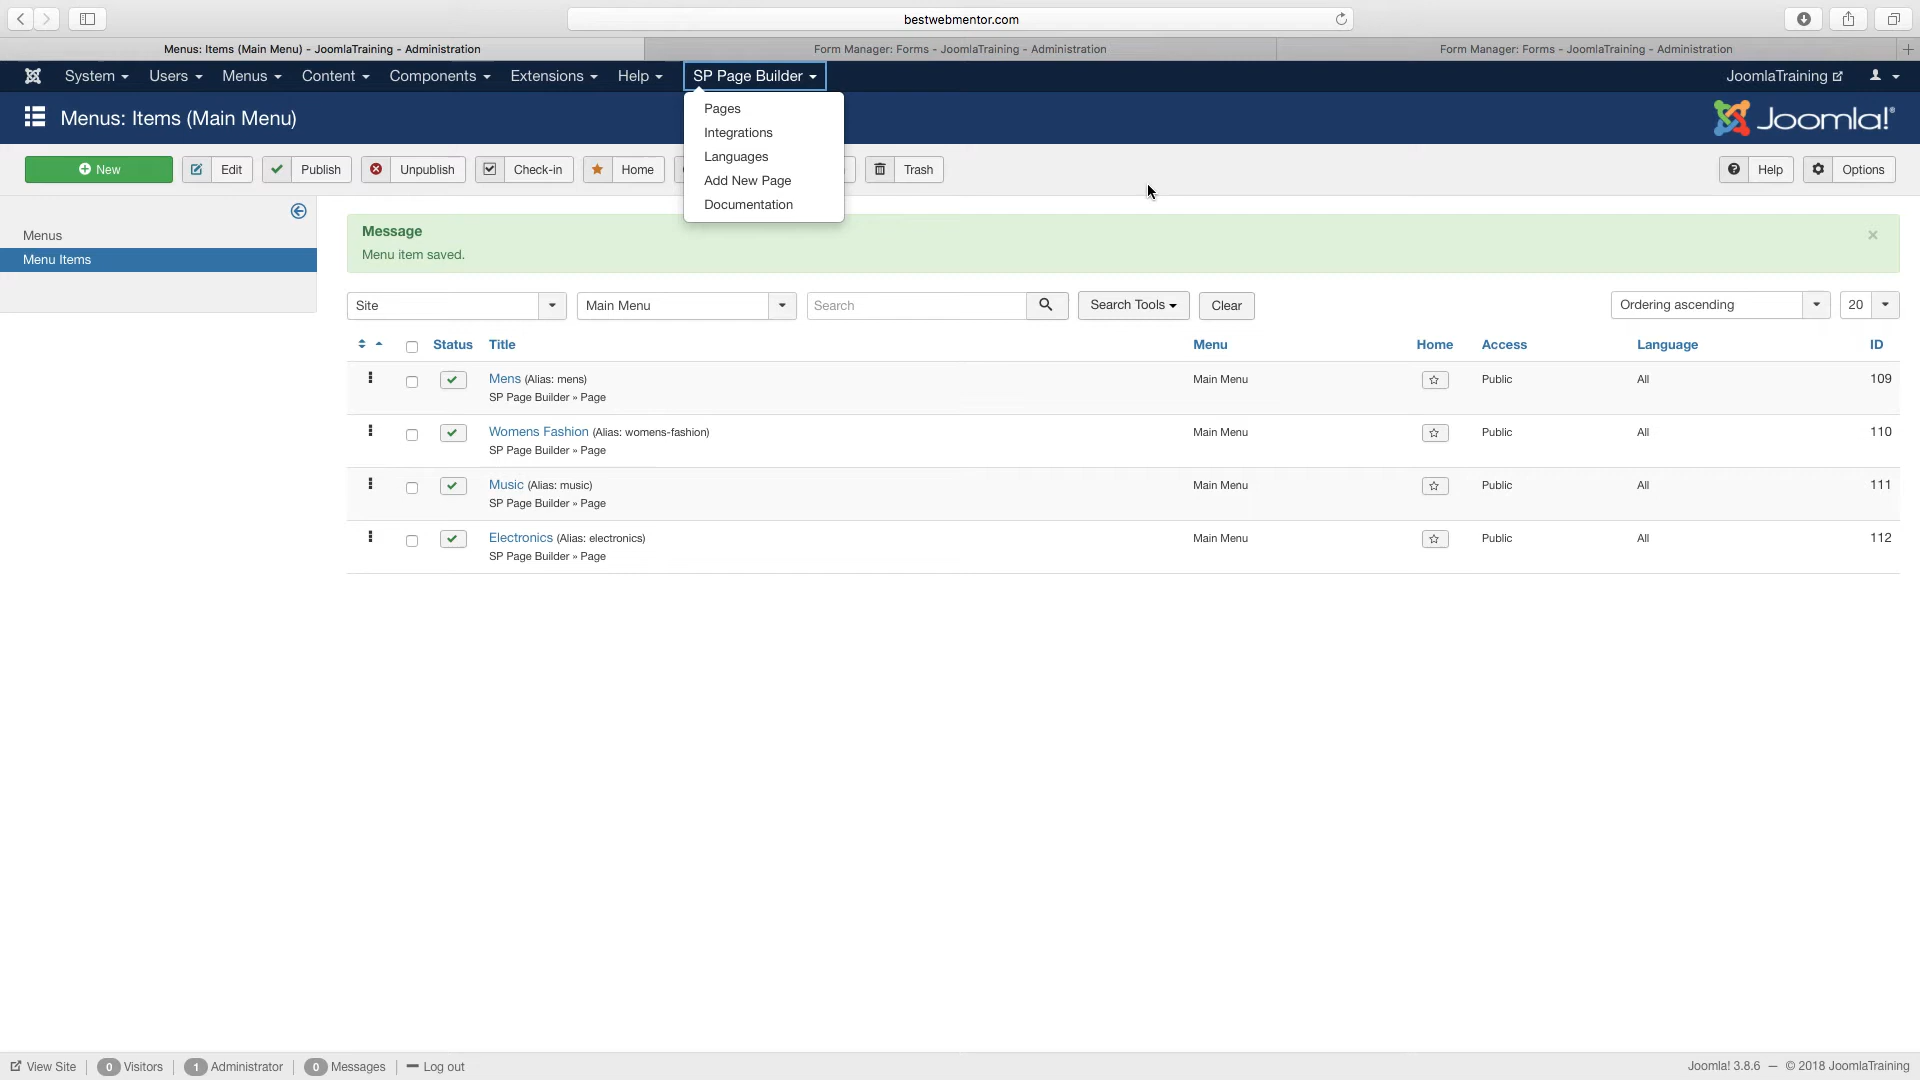 bestwebmentor.com
Menus: Items (Main Menu) - JoomlaTraining - Administration
Form Manager: Forms - JoomlaTraining - Administration
Form Manager: Forms - JoomlaTraining - Administration
System Users Menus Content Components Extensions Help SP Page Builder JoomlaTraining
Pages
Integrations
Languages
Add New Page
Documentation
Menus: Items (Main Menu)
Joomla!
New Edit Publish Unpublish Check-in Home Trash Help Options
Menus
Menu Items
Message
Menu item saved.
Site Main Menu Search Search Tools Clear Ordering ascending 20
Status Title Menu Home Access Language ID
Mens (Alias: mens) Main Menu Public All 109
SP Page Builder » Page
Womens Fashion (Alias: womens-fashion) Main Menu Public All 110
SP Page Builder » Page
Music (Alias: music) Main Menu Public All 111
SP Page Builder » Page
Electronics (Alias: electronics) Main Menu Public All 112
SP Page Builder » Page
View Site 0 Visitors 1 Administrator 0 Messages Log out Joomla! 3.8.6 — © 2018 JoomlaTraining